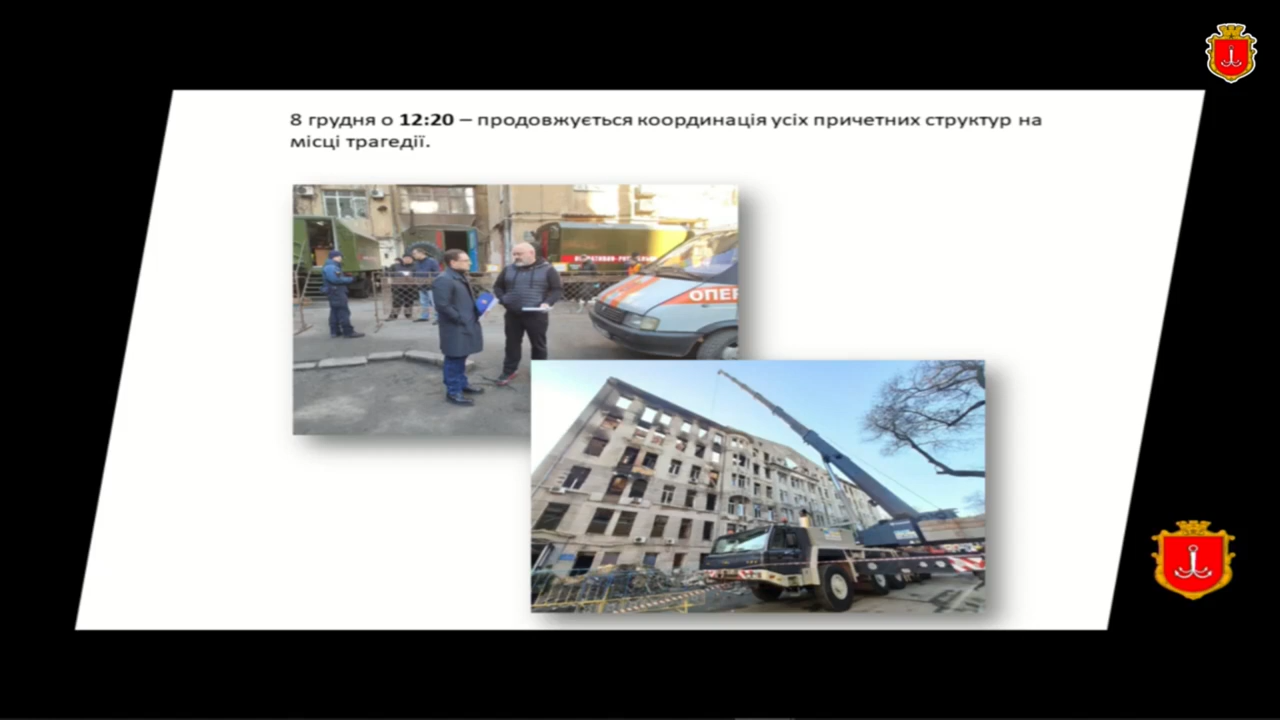 8 грудня о 12:20 – продовжується координація усіх причетних структур на
місці трагедії.
ОПЕР